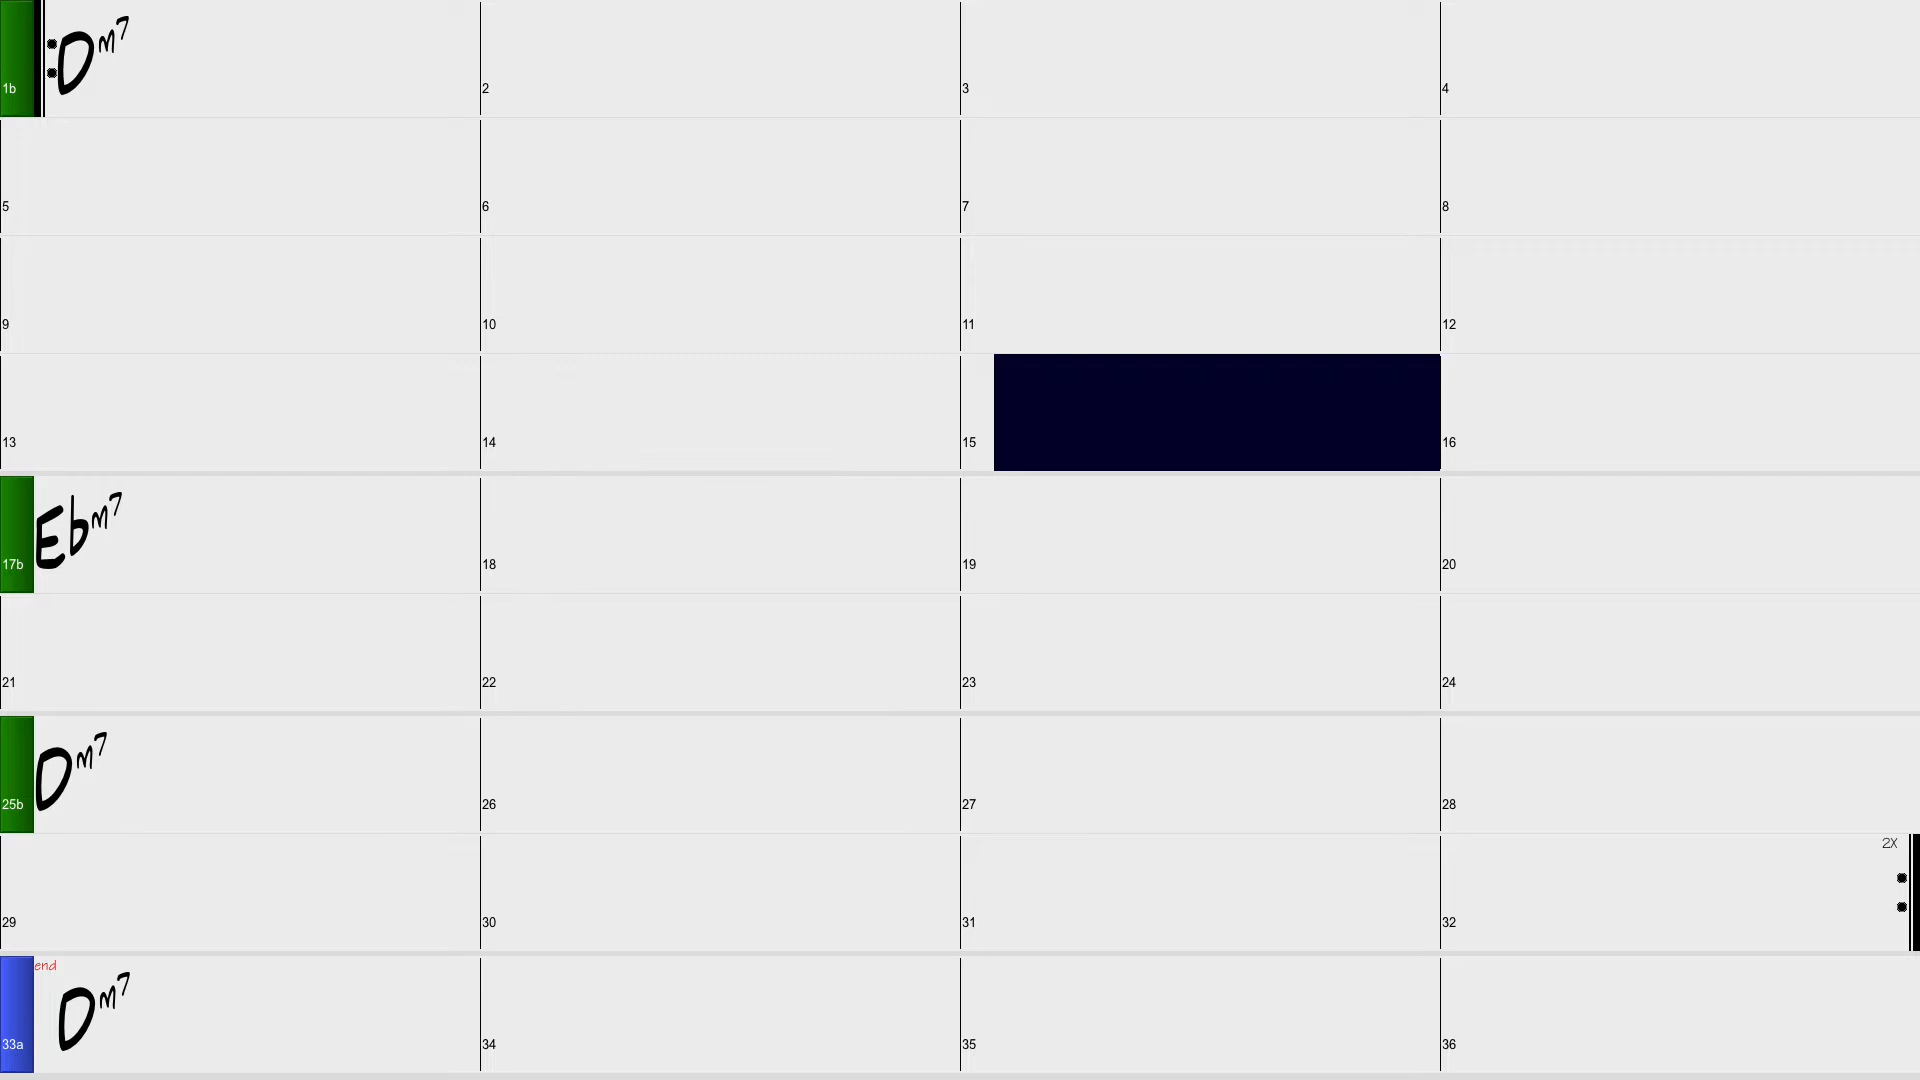 1b Dm7 2 3 4
5 6 7 8
9 10 11 12
13 14 15 16
17b Ebm7 18 19 20
21 22 23 24
25b Dm7 26 27 28
2X
29 30 31 32
end
33a Dm7 34 35 36